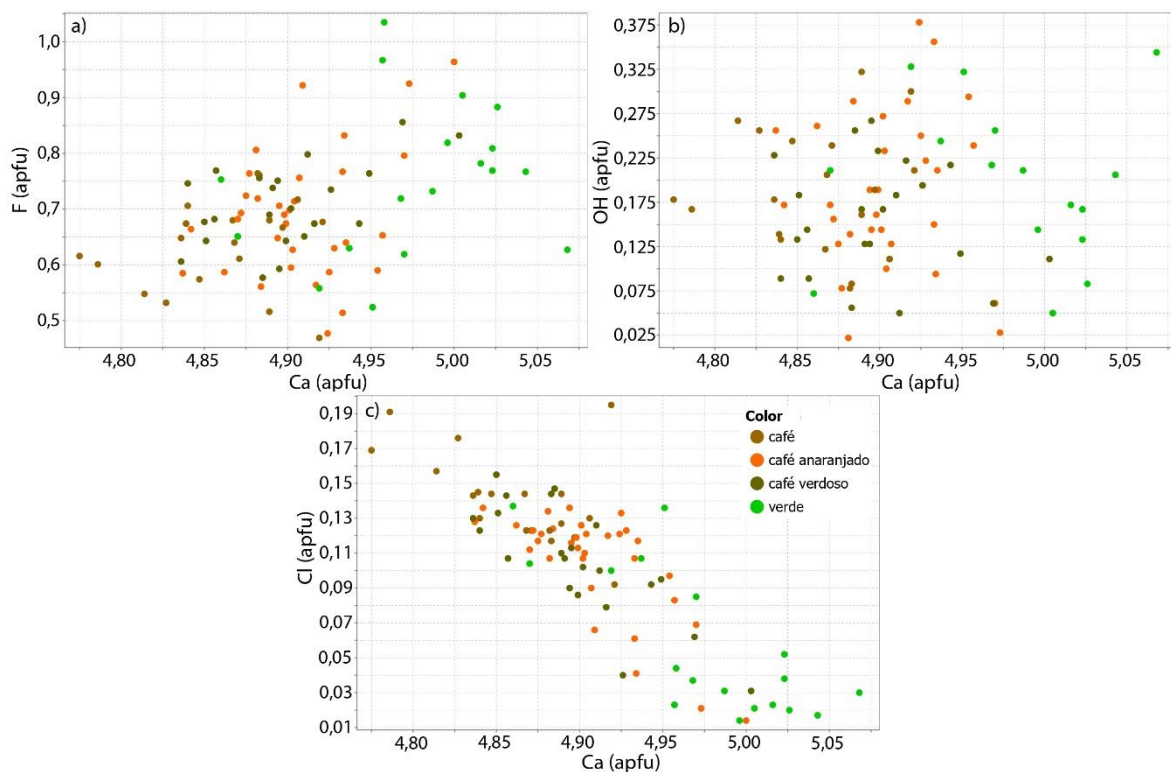 a)
F (apfu)
1,0
0,9
0,8
0,7
0,6
0,5
4,80 4,85 4,90 4,95 5,00 5,05
Ca (apfu)
b)
OH (apfu)
0,375
0,325
0,275
0,225
0,175
0,125
0,075
0,025
4,80 4,85 4,90 4,95 5,00 5,05
Ca (apfu)
c)
Cl (apfu)
0,19
0,17
0,15
0,13
0,11
0,09
0,07
0,05
0,03
0,01
4,80 4,85 4,90 4,95 5,00 5,05
Ca (apfu)
Color
café
café anaranjado
café verdoso
verde